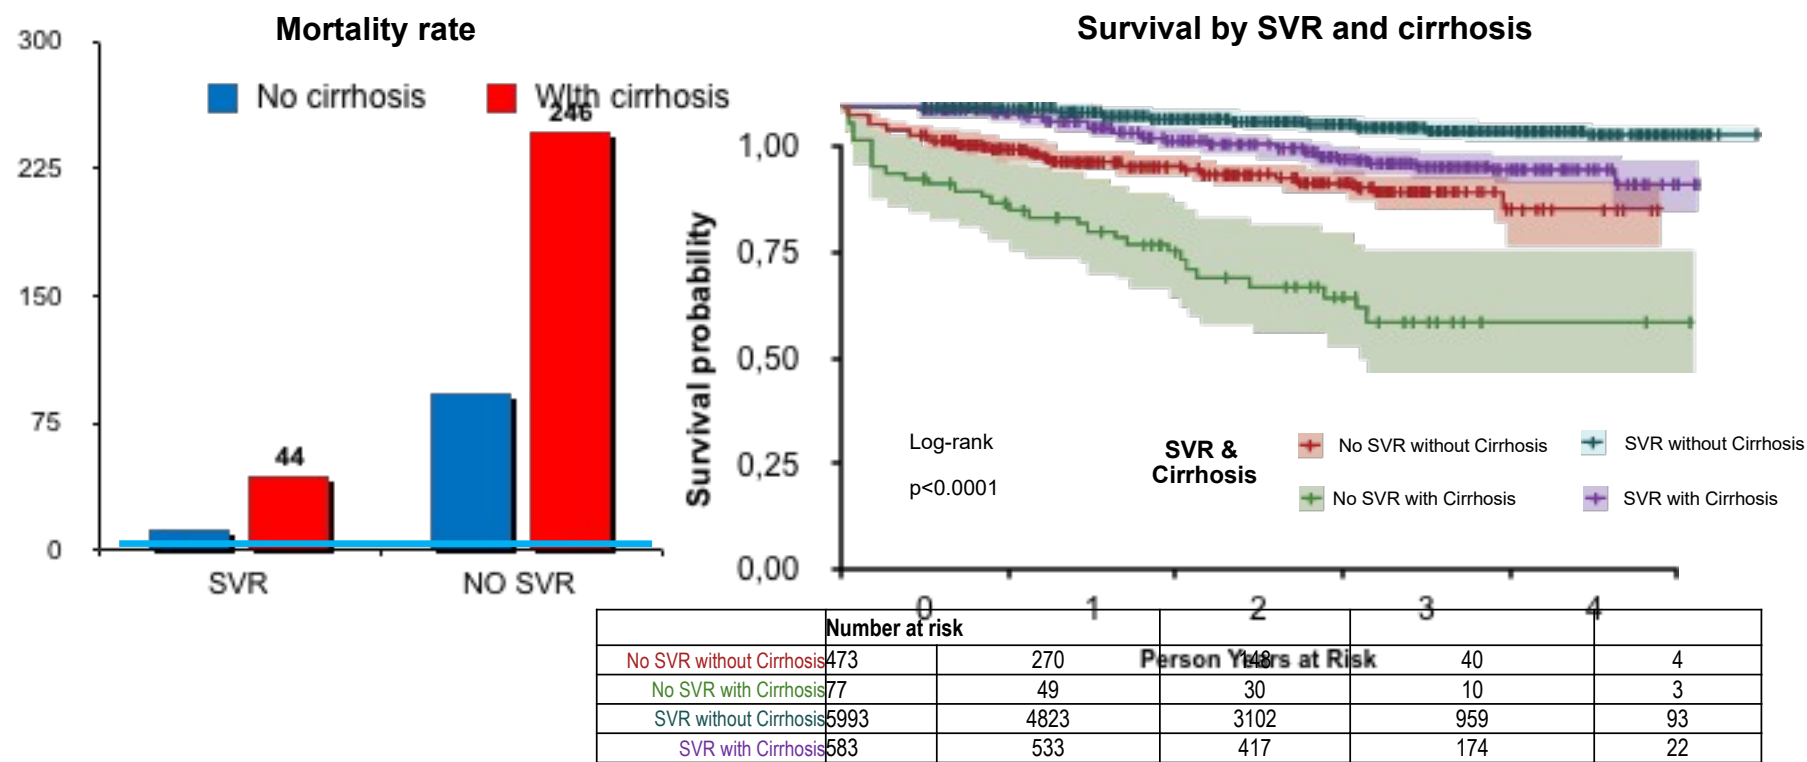 Mortality rate
300
225
150
75
0
No cirrhosis
WIth cirrhosis
246
44
SVR
NO SVR
Survival by SVR and cirrhosis
Survival probability
1,00
0,75
0,50
0,25
0,00
Log-rank
p<0.0001
SVR &
Cirrhosis
No SVR without Cirrhosis
SVR without Cirrhosis
No SVR with Cirrhosis
SVR with Cirrhosis
0 1 2 3 4
Person Years at Risk
Number at risk
No SVR without Cirrhosis 473 270 148 40 4
No SVR with Cirrhosis 77 49 30 10 3
SVR without Cirrhosis 5993 4823 3102 959 93
SVR with Cirrhosis 583 533 417 174 22